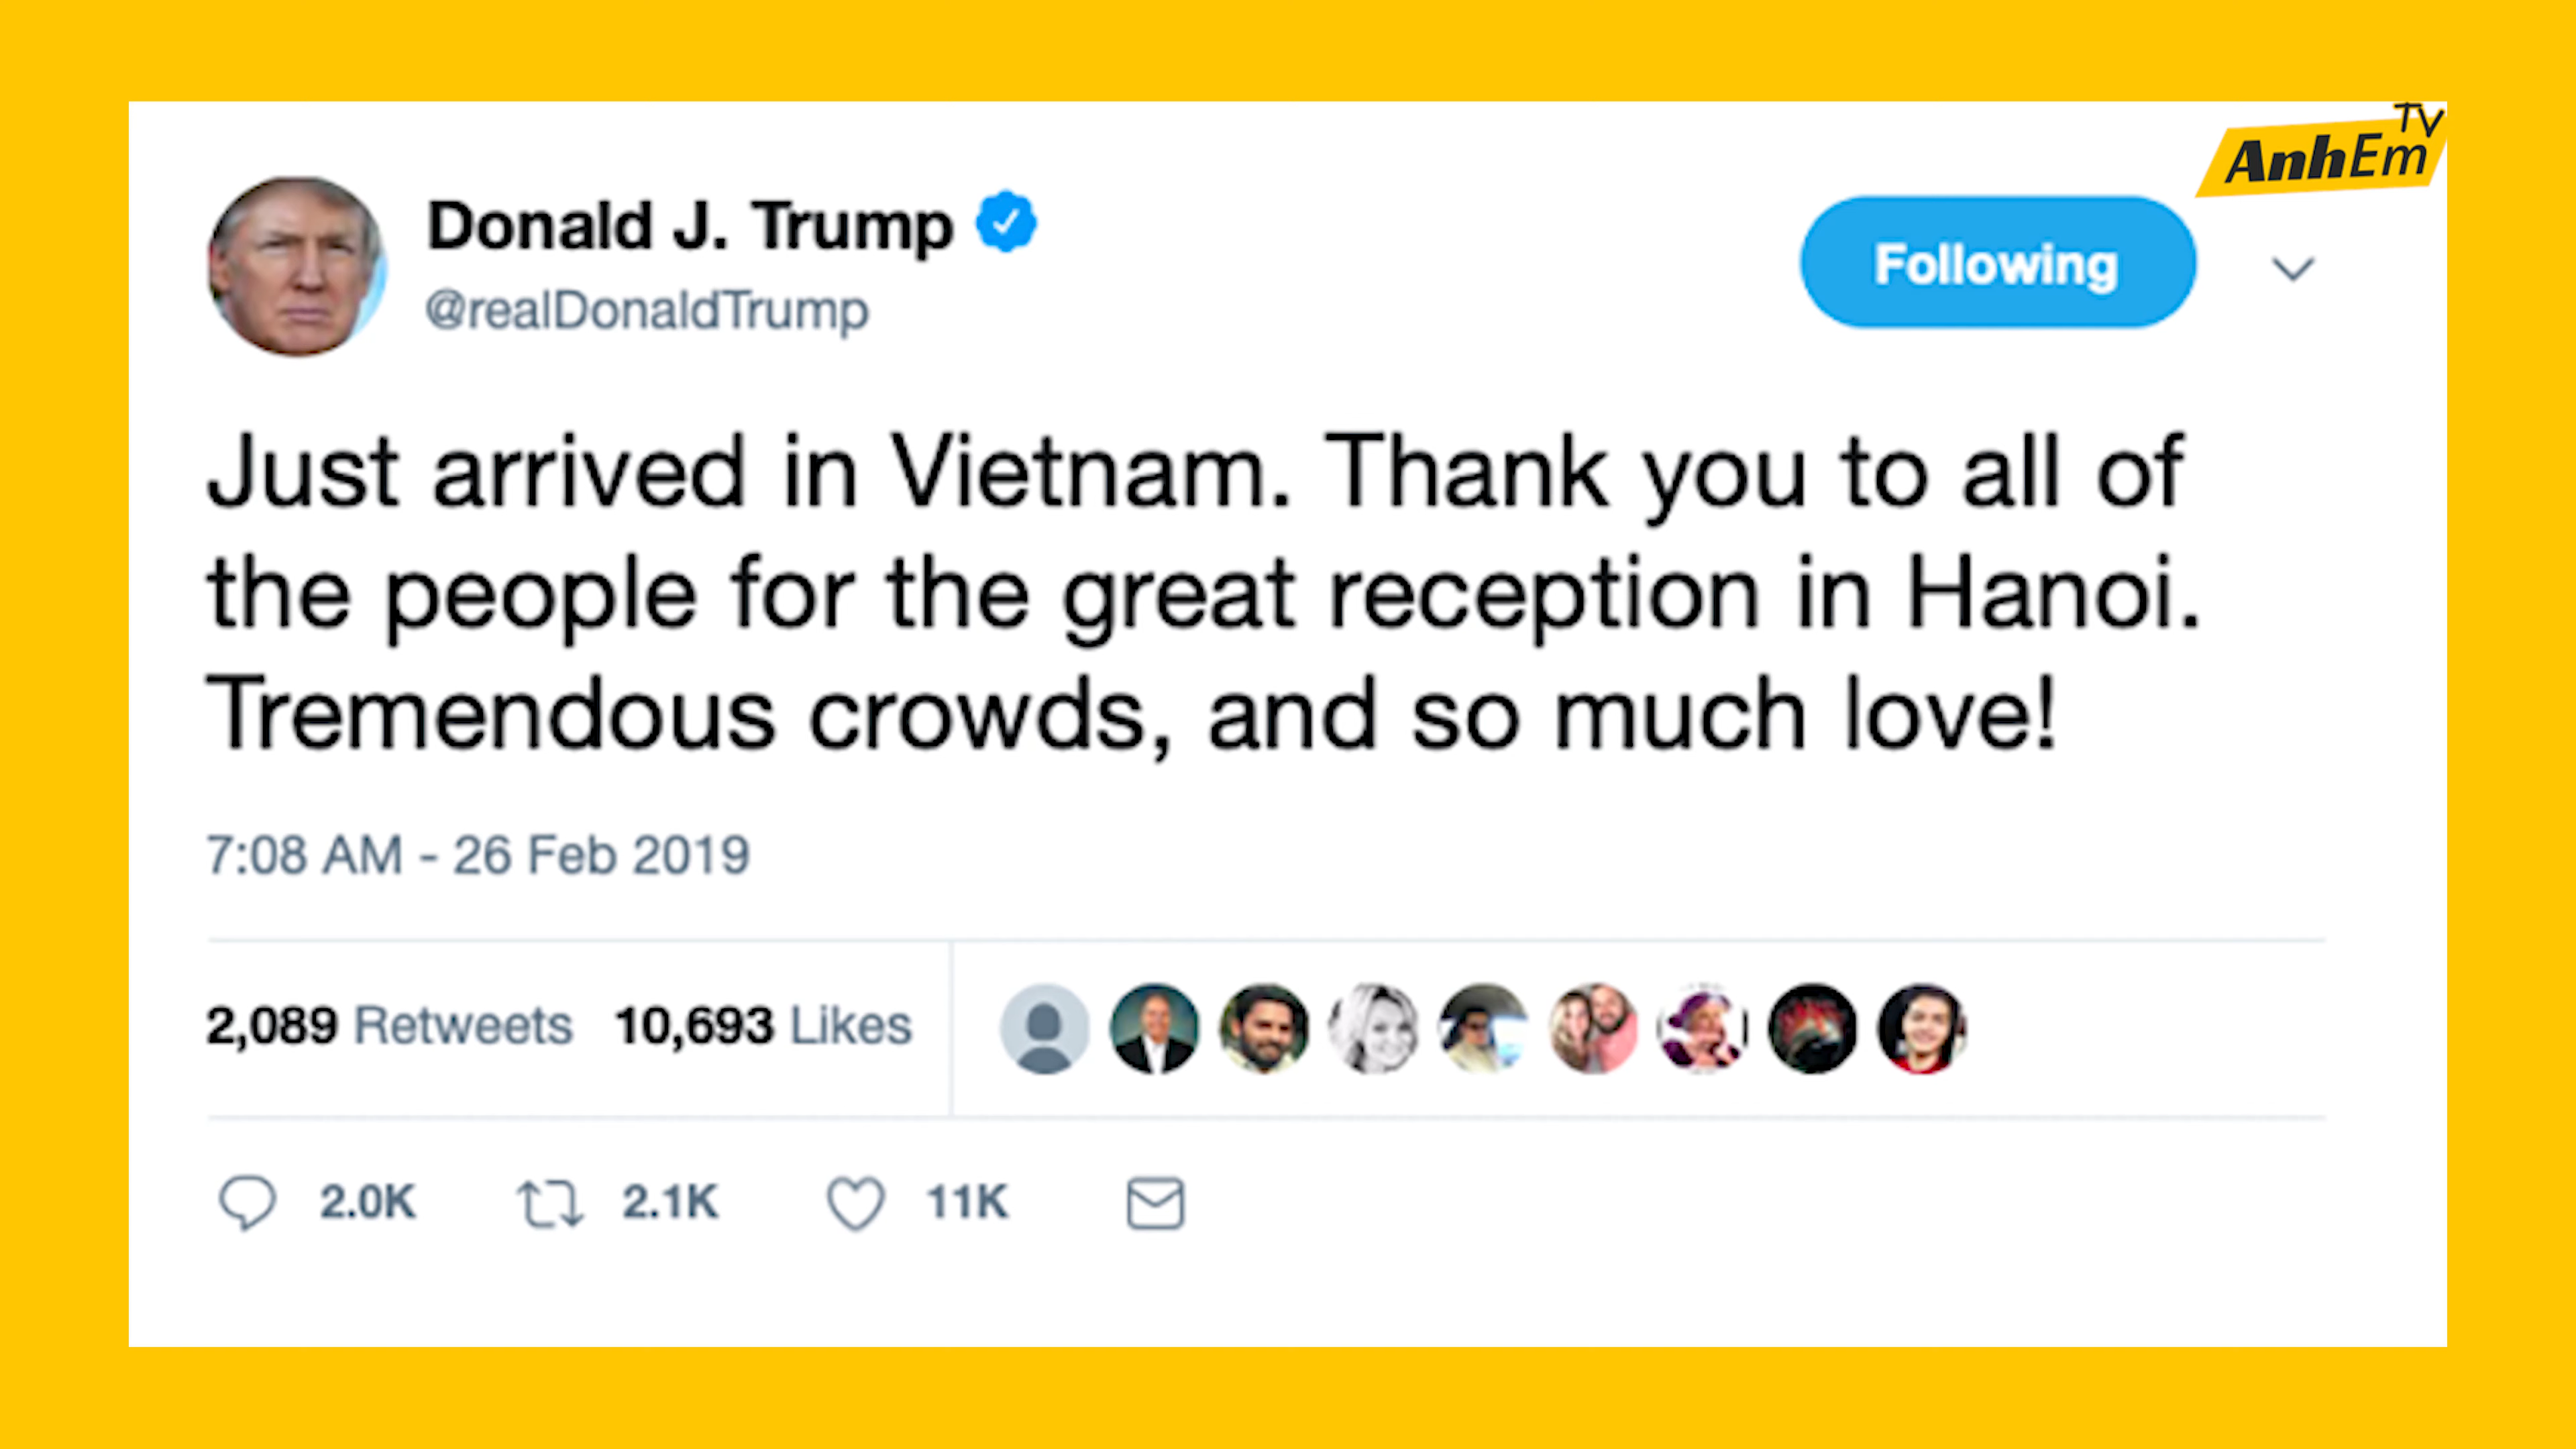 TV
AnhEm
Donald J. Trump
@realDonaldTrump
Following
Just arrived in Vietnam. Thank you to all of
the people for the great reception in Hanoi.
Tremendous crowds, and so much love!
7:08 AM - 26 Feb 2019
2,089 Retweets 10,693 Likes
2.0K 2.1K 11K